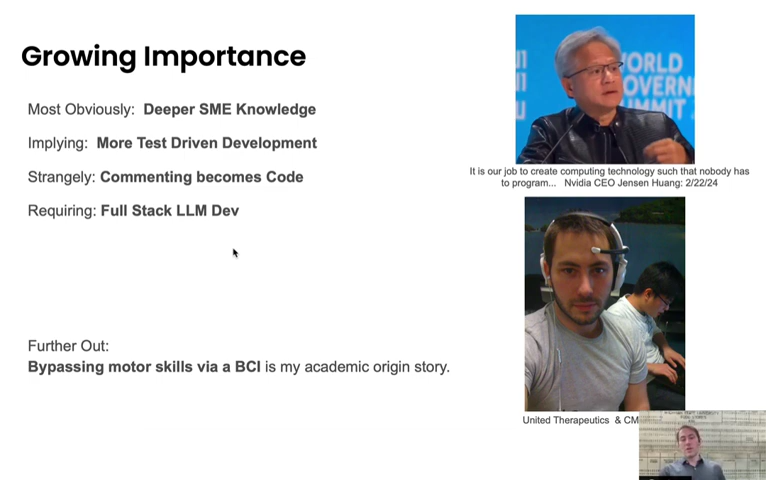 Growing Importance
Most Obviously: Deeper SME Knowledge
Implying: More Test Driven Development
Strangely: Commenting becomes Code
Requiring: Full Stack LLM Dev
Further Out:
Bypassing motor skills via a BCI is my academic origin story.
WORLD
GOVERN
SUMMIT
It is our job to create computing technology such that nobody has
to program... Nvidia CEO Jensen Huang: 2/22/24
United Therapeutics & CM